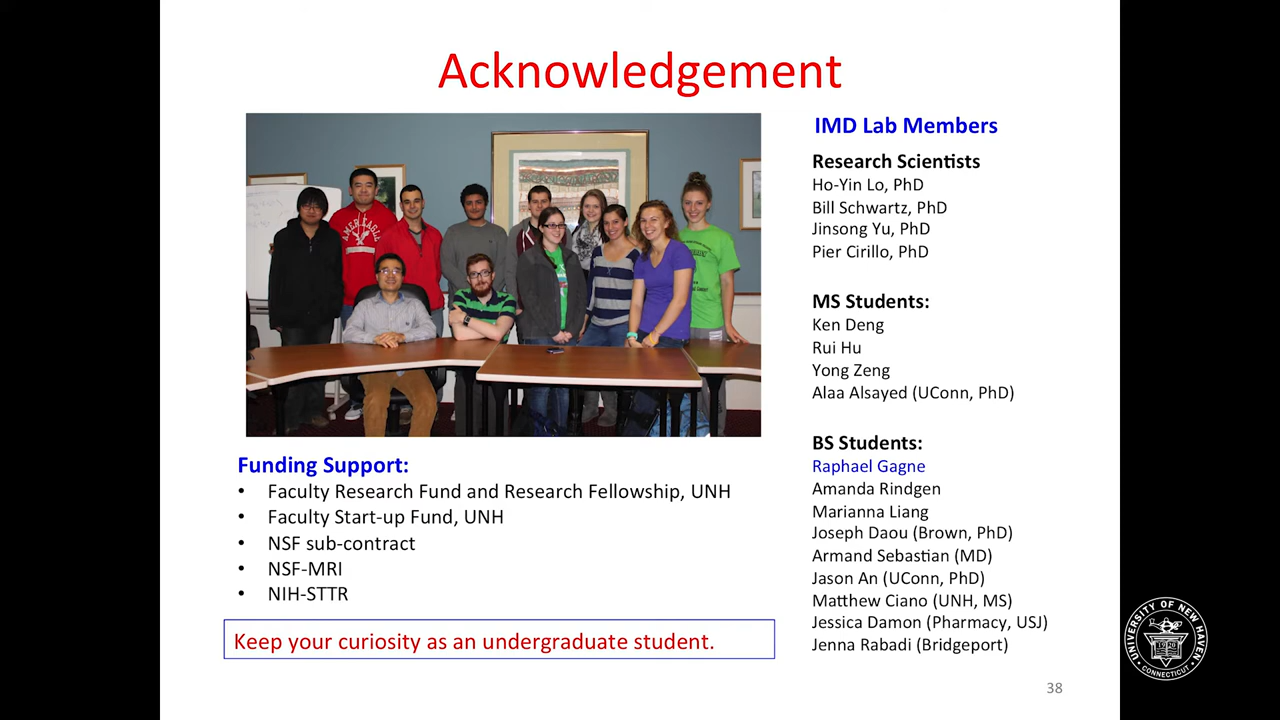 Acknowledgement
IMD Lab Members
Research Scientists
Ho-Yin Lo, PhD
Bill Schwartz, PhD
Jinsong Yu, PhD
Pier Cirillo, PhD
MS Students:
Ken Deng
Rui Hu
Yong Zeng
Alaa Alsayed (UConn, PhD)
BS Students:
Raphael Gagne
Amanda Rindgen
Marianna Liang
Joseph Daou (Brown, PhD)
Armand Sebastian (MD)
Jason An (UConn, PhD)
Matthew Ciano (UNH, MS)
Jessica Damon (Pharmacy, USJ)
Jenna Rabadi (Bridgeport)
Funding Support:
• Faculty Research Fund and Research Fellowship, UNH
• Faculty Start-up Fund, UNH
• NSF sub-contract
• NSF-MRI
• NIH-STTR
Keep your curiosity as an undergraduate student.
38
UNIVERSITY OF NEW HAVEN
CONNECTICUT